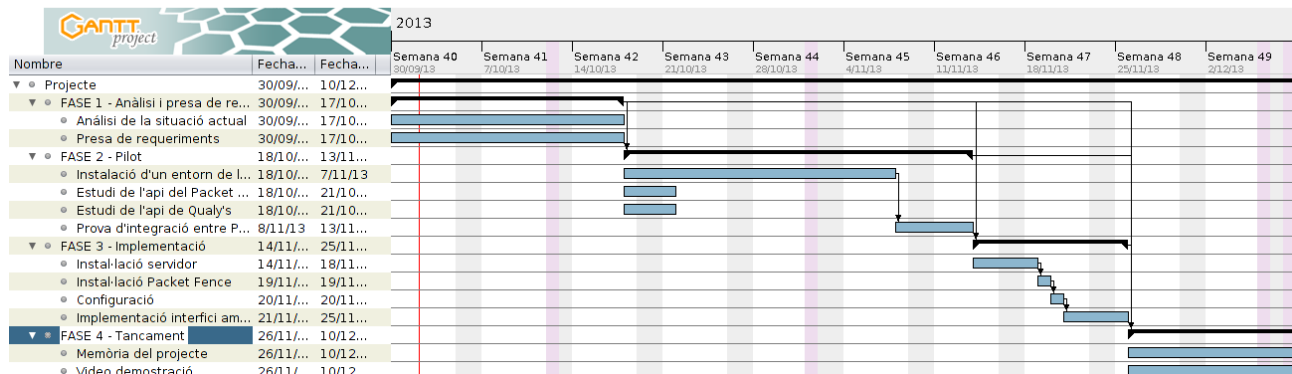 GANTT
project
2013
Nombre Fecha... Fecha...
Semana 40 Semana 41 Semana 42 Semana 43 Semana 44 Semana 45 Semana 46 Semana 47 Semana 48 Semana 49
30/09/13 7/10/13 14/10/13 21/10/13 28/10/13 4/11/13 11/11/13 18/11/13 25/11/13 2/12/13
Projecte 30/09/... 10/12...
FASE 1 - Anàlisi i presa de re... 30/09/... 17/10...
Análisi de la situació actual 30/09/... 17/10...
Presa de requeriments 30/09/... 17/10...
FASE 2 - Pilot 18/10/... 13/11...
Instalació d'un entorn de l... 18/10/... 7/11/13
Estudi de l'api del Packet ... 18/10/... 21/10...
Estudi de l'api de Qualy's 18/10/... 21/10...
Prova d'integració entre P... 8/11/13 13/11...
FASE 3 - Implementació 14/11/... 25/11...
Instal·lació servidor 14/11/... 18/11...
Instal·lació Packet Fence 19/11/... 19/11...
Configuració 20/11/... 20/11...
Implementació interfici am... 21/11/... 25/11...
FASE 4 - Tancament 26/11/... 10/12...
Memòria del projecte 26/11/... 10/12...
Video demostració 26/11/ 10/12